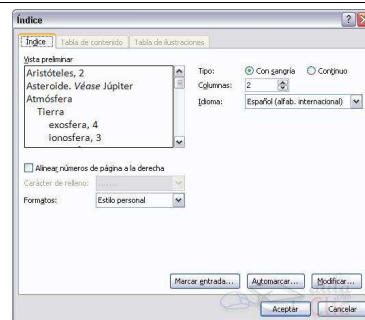 Índice
Índice Tabla de contenido Tabla de ilustraciones
Vista preliminar
Aristóteles, 2
Asteroide. Véase Júpiter
Atmósfera
Tierra
exosfera, 4
ionosfera, 3
Tipo: Con sangría Continuo
Columnas: 2
Idioma: Español (alfab. internacional)
Alinear números de página a la derecha
Carácter de relleno: .......
Formatos: Estilo personal
Marcar entrada... Automarcar... Modificar...
Aceptar Cancelar